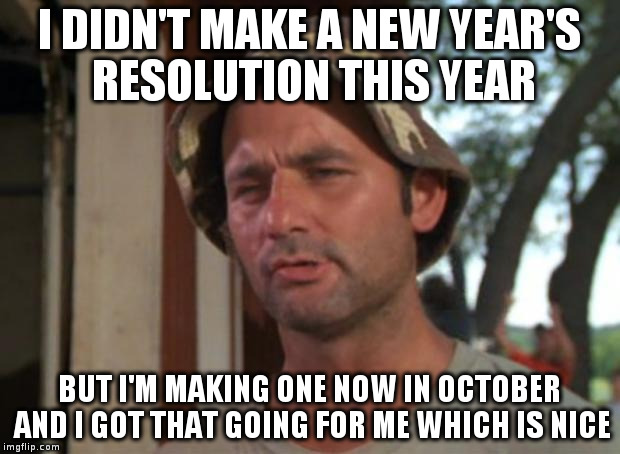 I DIDN'T MAKE A NEW YEAR'S
RESOLUTION THIS YEAR
BUT I'M MAKING ONE NOW IN OCTOBER
AND I GOT THAT GOING FOR ME WHICH IS NICE
imgflip.com